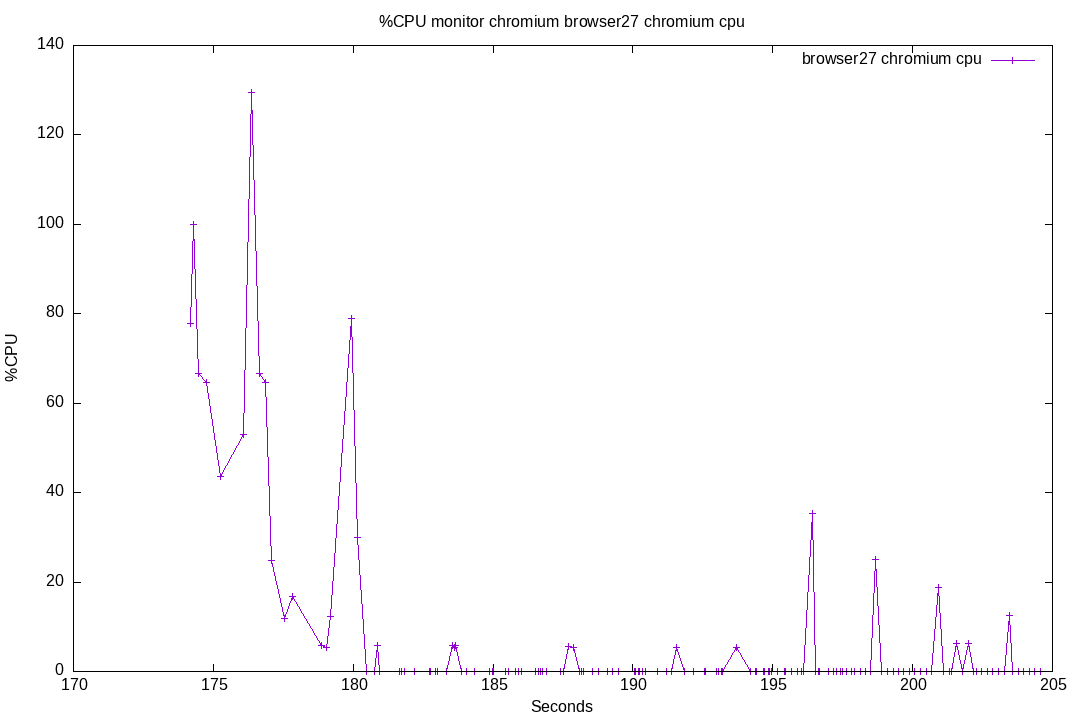 %CPU monitor chromium browser27 chromium cpu
browser27 chromium cpu
140
120
100
80
60
40
20
0
%CPU
170 175 180 185 190 195 200 205
Seconds